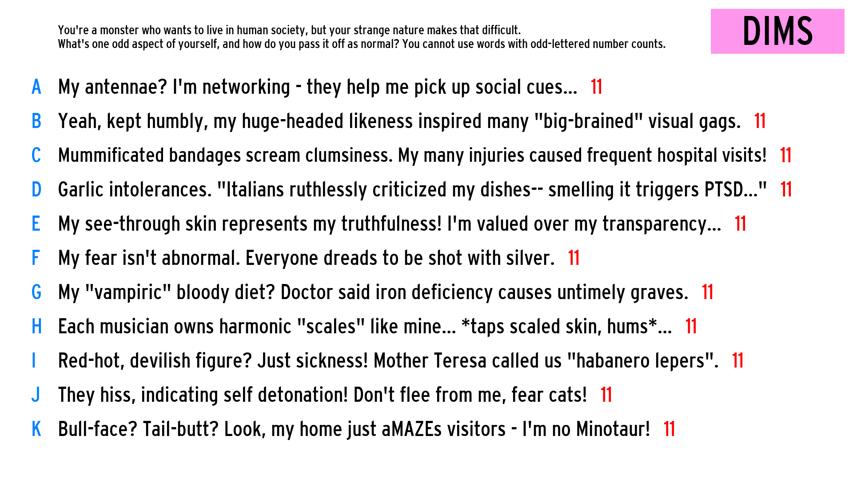 You're a monster who wants to live in human society, but your strange nature makes that difficult.
What's one odd aspect of yourself, and how do you pass it off as normal? You cannot use words with odd-lettered number counts.
DIMS
A My antennae? I'm networking - they help me pick up social cues... 11
B Yeah, kept humbly, my huge-headed likeness inspired many "big-brained" visual gags. 11
C Mummificated bandages scream clumsiness. My many injuries caused frequent hospital visits! 11
D Garlic intolerances. "Italians ruthlessly criticized my dishes-- smelling it triggers PTSD..." 11
E My see-through skin represents my truthfulness! I'm valued over my transparency... 11
F My fear isn't abnormal. Everyone dreads to be shot with silver. 11
G My "vampiric" bloody diet? Doctor said iron deficiency causes untimely graves. 11
H Each musician owns harmonic "scales" like mine... *taps scaled skin, hums*... 11
I Red-hot, devilish figure? Just sickness! Mother Teresa called us "habanero lepers". 11
J They hiss, indicating self detonation! Don't flee from me, fear cats! 11
K Bull-face? Tail-butt? Look, my home just aMAZEs visitors - I'm no Minotaur! 11